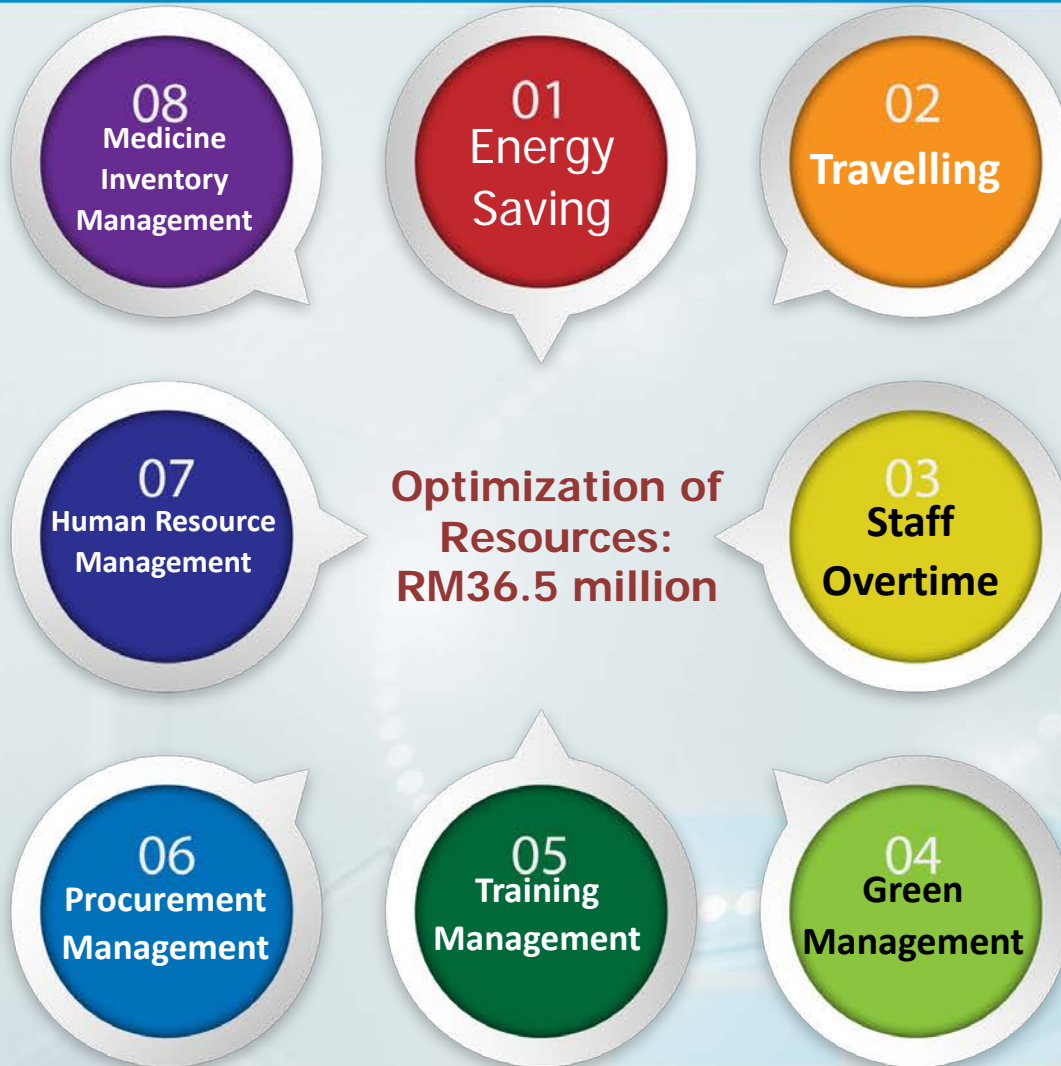 08
Medicine
Inventory
Management
01
Energy
Saving
02
Travelling
07
Human Resource
Management
Optimization of
Resources:
RM36.5 million
03
Staff
Overtime
06
Procurement
Management
05
Training
Management
04
Green
Management